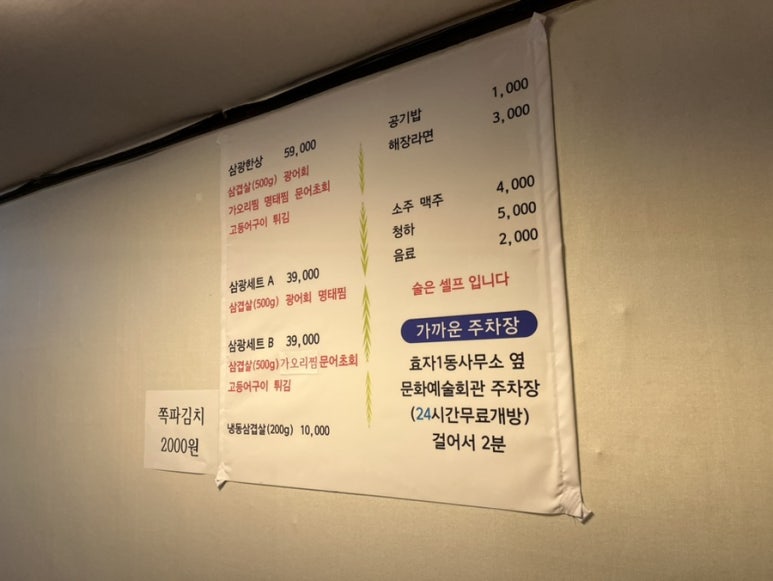 삼광한상 59,000
삼겹살(500g) 광어회
가오리찜 명태찜 문어초회
고등어구이 튀김
삼광세트 A 39,000
삼겹살(500g) 광어회 명태찜
삼광세트 B 39,000
삼겹살(500g) 가오리찜 문어초회
고등어구이 튀김
냉동삼겹살(200g) 10,000
공기밥 1,000
해장라면 3,000
소주 맥주 4,000
청하 5,000
음료 2,000
술은 셀프 입니다
가까운 주차장
효자1동사무소 옆
문화예술회관 주차장
(24시간무료개방)
걸어서 2분
쪽파김치
2000원